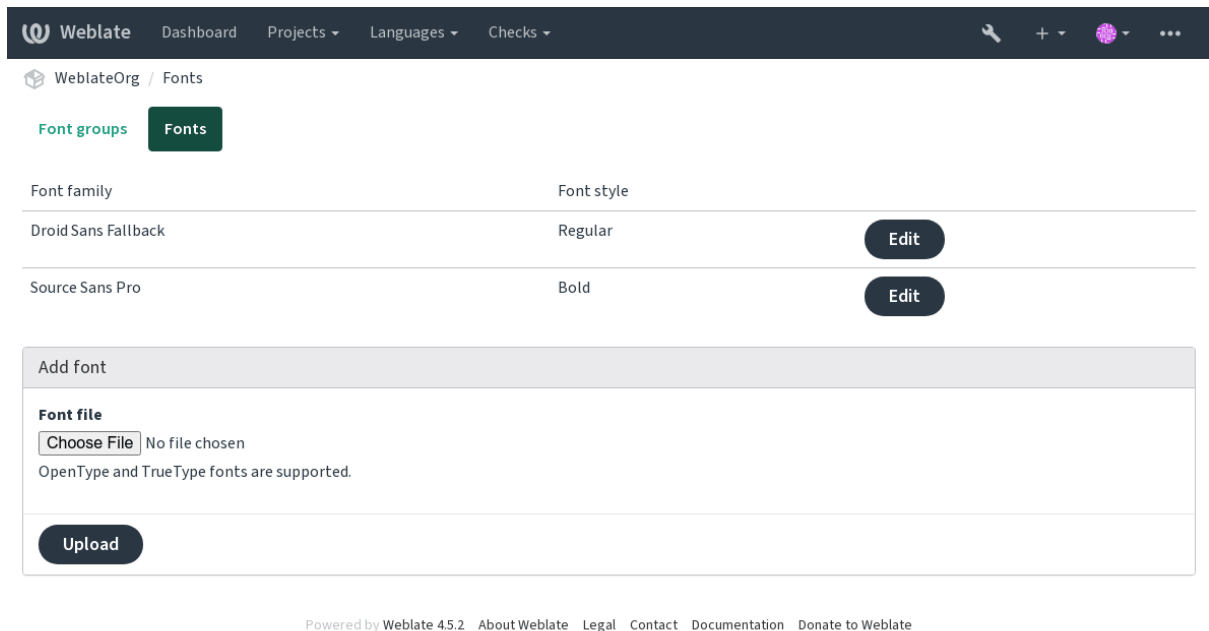 Weblate Dashboard Projects Languages Checks
WeblateOrg / Fonts
Font groups Fonts
Font family Font style
Droid Sans Fallback Regular Edit
Source Sans Pro Bold Edit
Add font
Font file
Choose File No file chosen
OpenType and TrueType fonts are supported.
Upload
Powered by Weblate 4.5.2 About Weblate Legal Contact Documentation Donate to Weblate